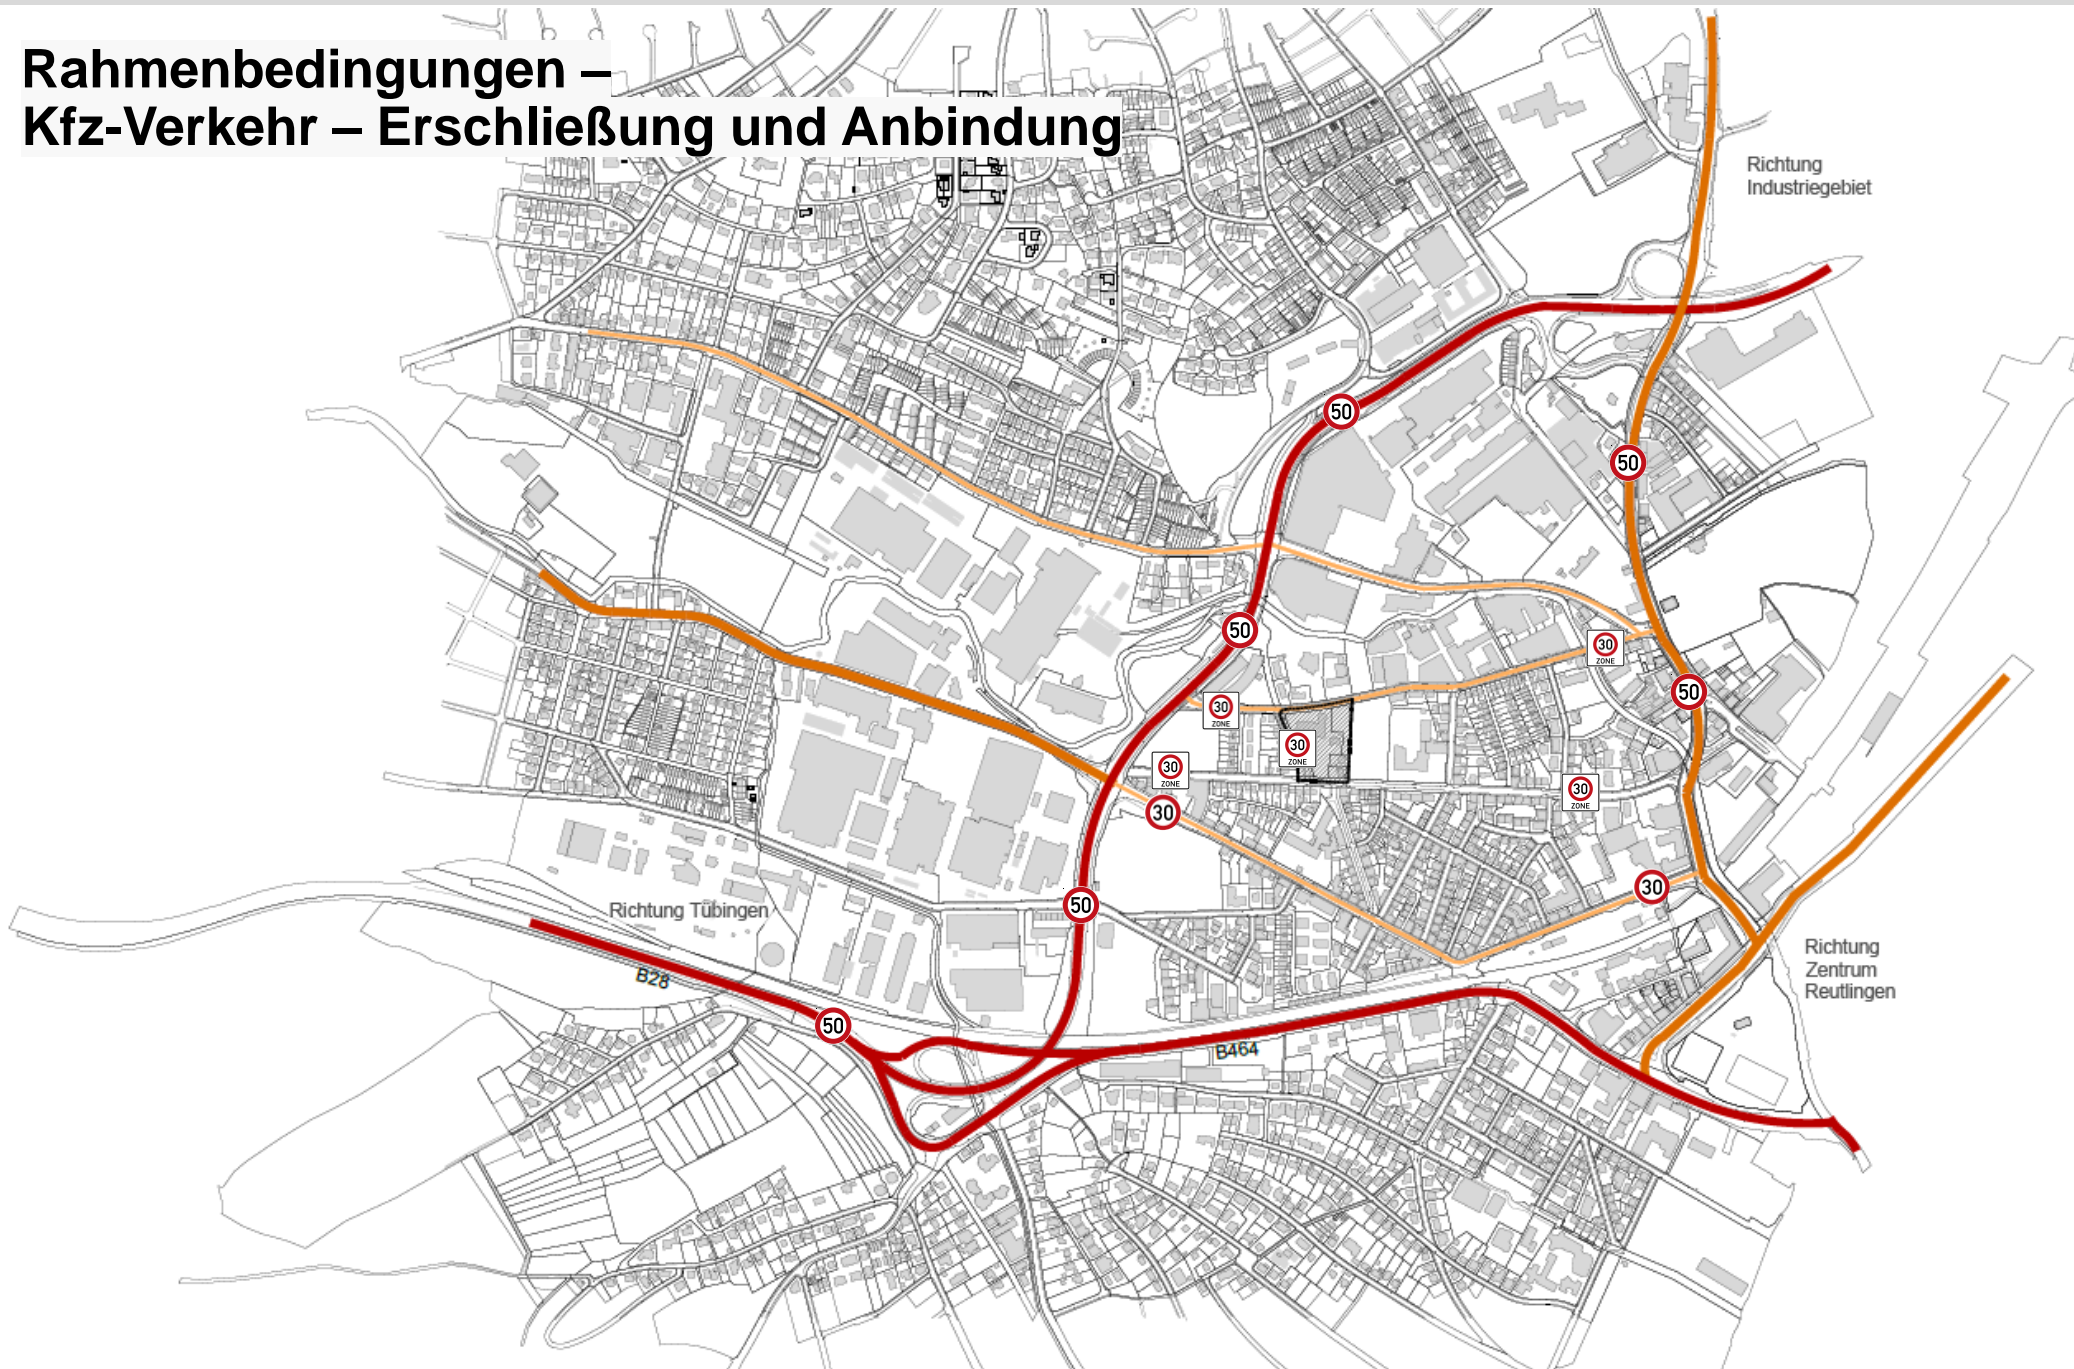 Rahmenbedingungen –
Kfz-Verkehr – Erschließung und Anbindung
Richtung
Industriegebiet
50
50
50
30
ZONE
50
30
ZONE
30
ZONE
30
ZONE
30
ZONE
30
30
50
Richtung Tübingen
Richtung
Zentrum
Reutlingen
B28
50
B464